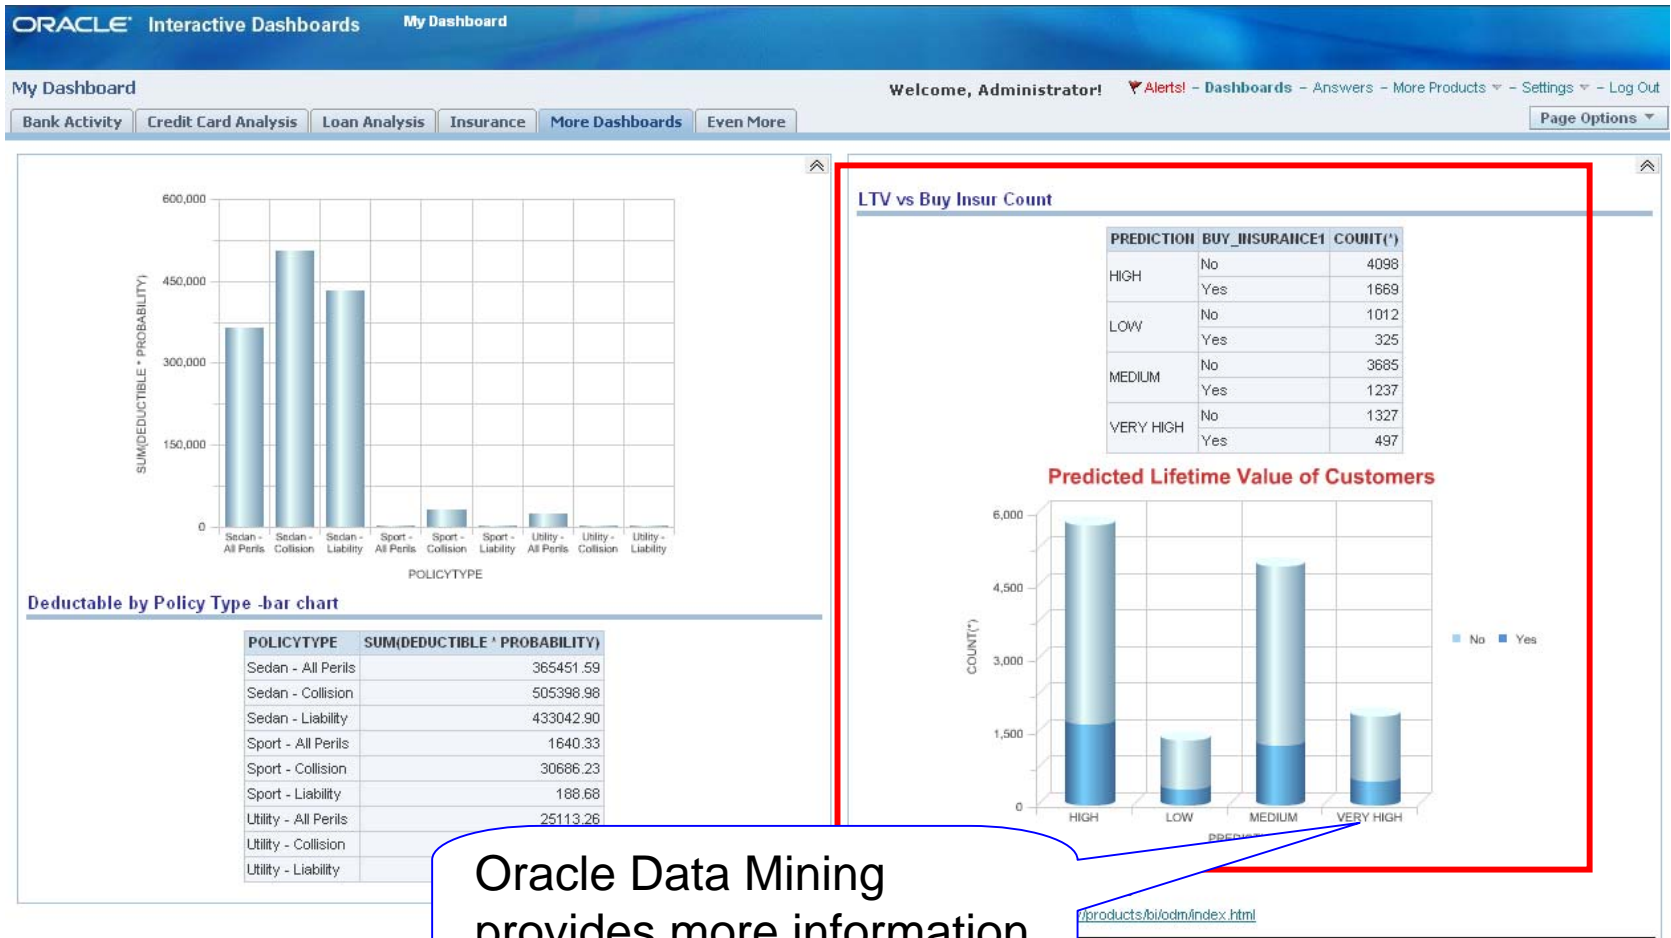 ORACLE Interactive Dashboards My Dashboard
My Dashboard
Welcome, Administrator! Alerts! - Dashboards - Answers - More Products - Settings - Log Out
Bank Activity Credit Card Analysis Loan Analysis Insurance More Dashboards Even More
Page Options
600,000
450,000
300,000
150,000
0
SUM(DEDUCTIBLE * PROBABILITY)
Sedan - All Perils
Sedan - Collision
Sedan - Liability
Sport - All Perils
Sport - Collision
Sport - Liability
Utility - All Perils
Utility - Collision
Utility - Liability
POLICYTYPE
Deductable by Policy Type -bar chart
POLICYTYPE SUM(DEDUCTIBLE * PROBABILITY)
Sedan - All Perils 365451.59
Sedan - Collision 505398.98
Sedan - Liability 433042.90
Sport - All Perils 1640.33
Sport - Collision 30686.23
Sport - Liability 188.68
Utility - All Perils 25113.26
Utility - Collision
Utility - Liability
LTV vs Buy Insur Count
PREDICTION BUY_INSURANCE1 COUNT(*)
HIGH No 4098
Yes 1669
LOW No 1012
Yes 325
MEDIUM No 3685
Yes 1237
VERY HIGH No 1327
Yes 497
Predicted Lifetime Value of Customers
6,000
4,500
3,000
1,500
0
COUNT(*)
HIGH LOW MEDIUM VERY HIGH
No Yes
Oracle Data Mining
provides more information
/products/bi/odm/index.html